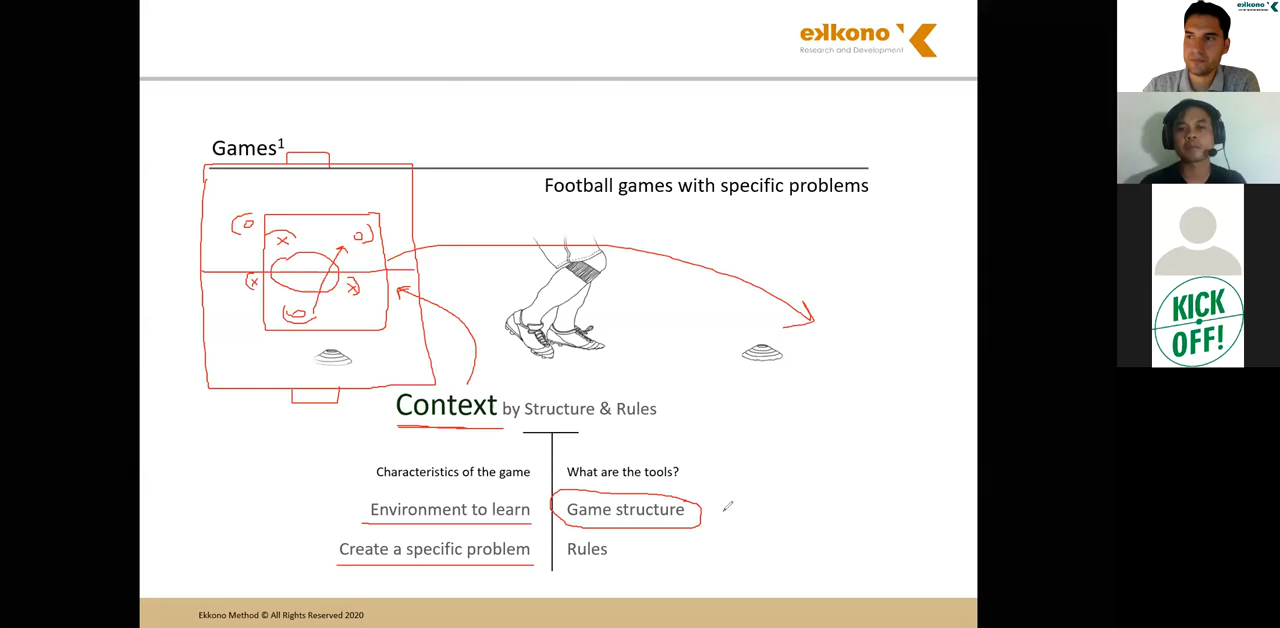 ekkono
Research and Development
ekkono
Games¹
Football games with specific problems
O
O
X
X
X
O
KICK
OFF!
Context by Structure & Rules
Characteristics of the game
What are the tools?
Environment to learn
Game structure
Create a specific problem
Rules
Ekkono Method © All Rights Reserved 2020